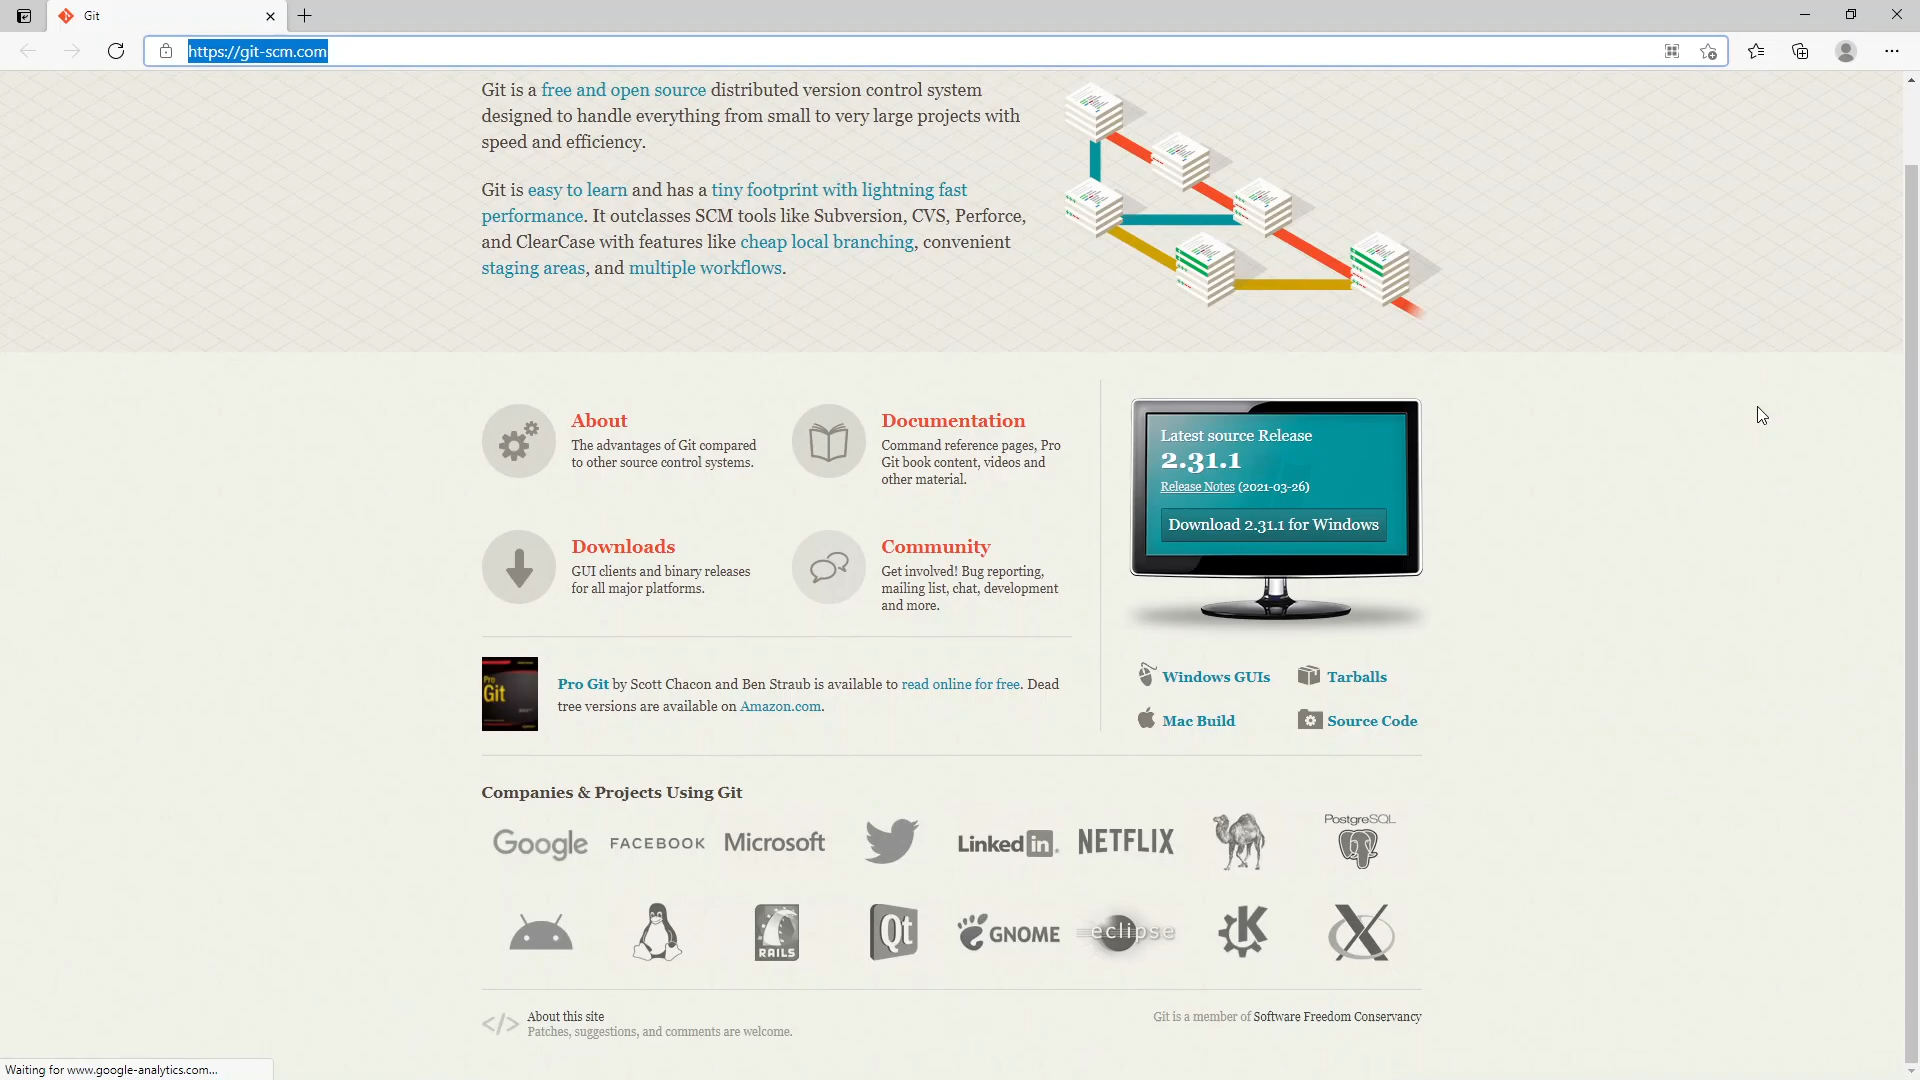 Git
https://git-scm.com
Git is a free and open source distributed version control system
designed to handle everything from small to very large projects with
speed and efficiency.
Git is easy to learn and has a tiny footprint with lightning fast
performance. It outclasses SCM tools like Subversion, CVS, Perforce,
and ClearCase with features like cheap local branching, convenient
staging areas, and multiple workflows.
About
The advantages of Git compared
to other source control systems.
Documentation
Command reference pages, Pro
Git book content, videos and
other material.
Downloads
GUI clients and binary releases
for all major platforms.
Community
Get involved! Bug reporting,
mailing list, chat, development
and more.
Latest source Release
2.31.1
Release Notes (2021-03-26)
Download 2.31.1 for Windows
Windows GUIs
Tarballs
Mac Build
Source Code
Pro
Git
Pro Git by Scott Chacon and Ben Straub is available to read online for free. Dead
tree versions are available on Amazon.com.
Companies & Projects Using Git
Google
FACEBOOK
Microsoft
Linked in
NETFLIX
PostgreSQL
RAILS
Qt
GNOME
eclipse
K
X
</> About this site
Patches, suggestions, and comments are welcome.
Git is a member of Software Freedom Conservancy
Waiting for www.google-analytics.com...